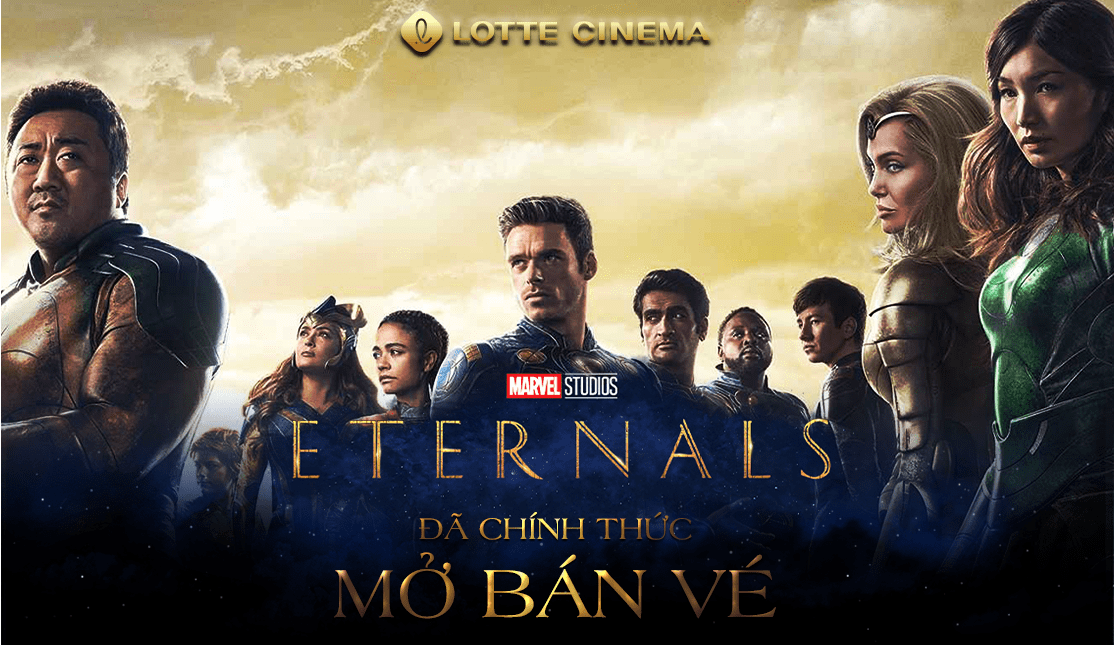 LOTTE CINEMA
MARVEL STUDIOS
ETERNALS
ĐÃ CHÍNH THỨC
MỞ BÁN VÉ